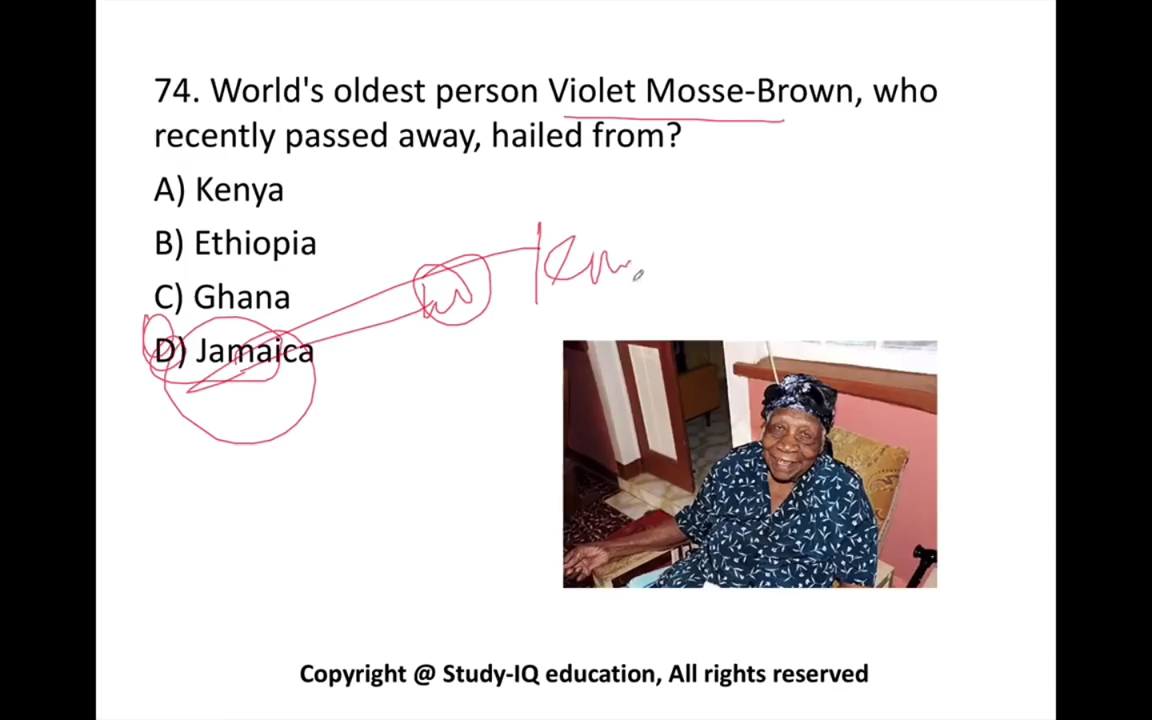 74. World's oldest person Violet Mosse-Brown, who
recently passed away, hailed from?
A) Kenya
B) Ethiopia
C) Ghana
D) Jamaica
Copyright @ Study-IQ education, All rights reserved